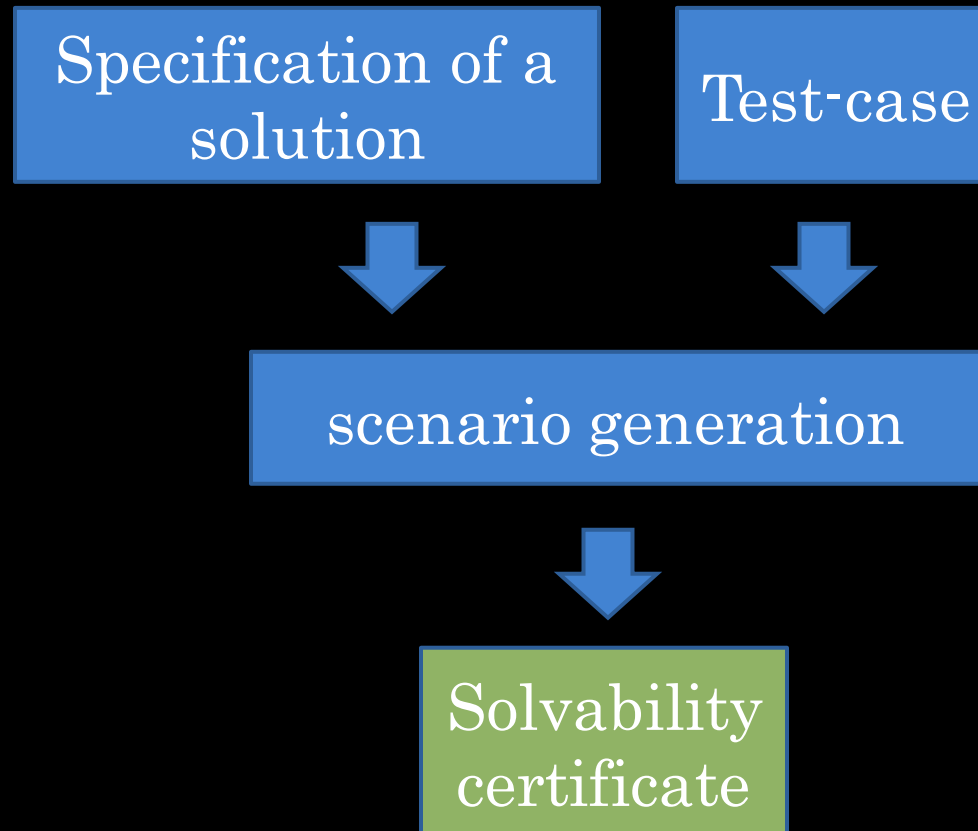 Specification of a
solution
Test-case
scenario generation
Solvability
certificate